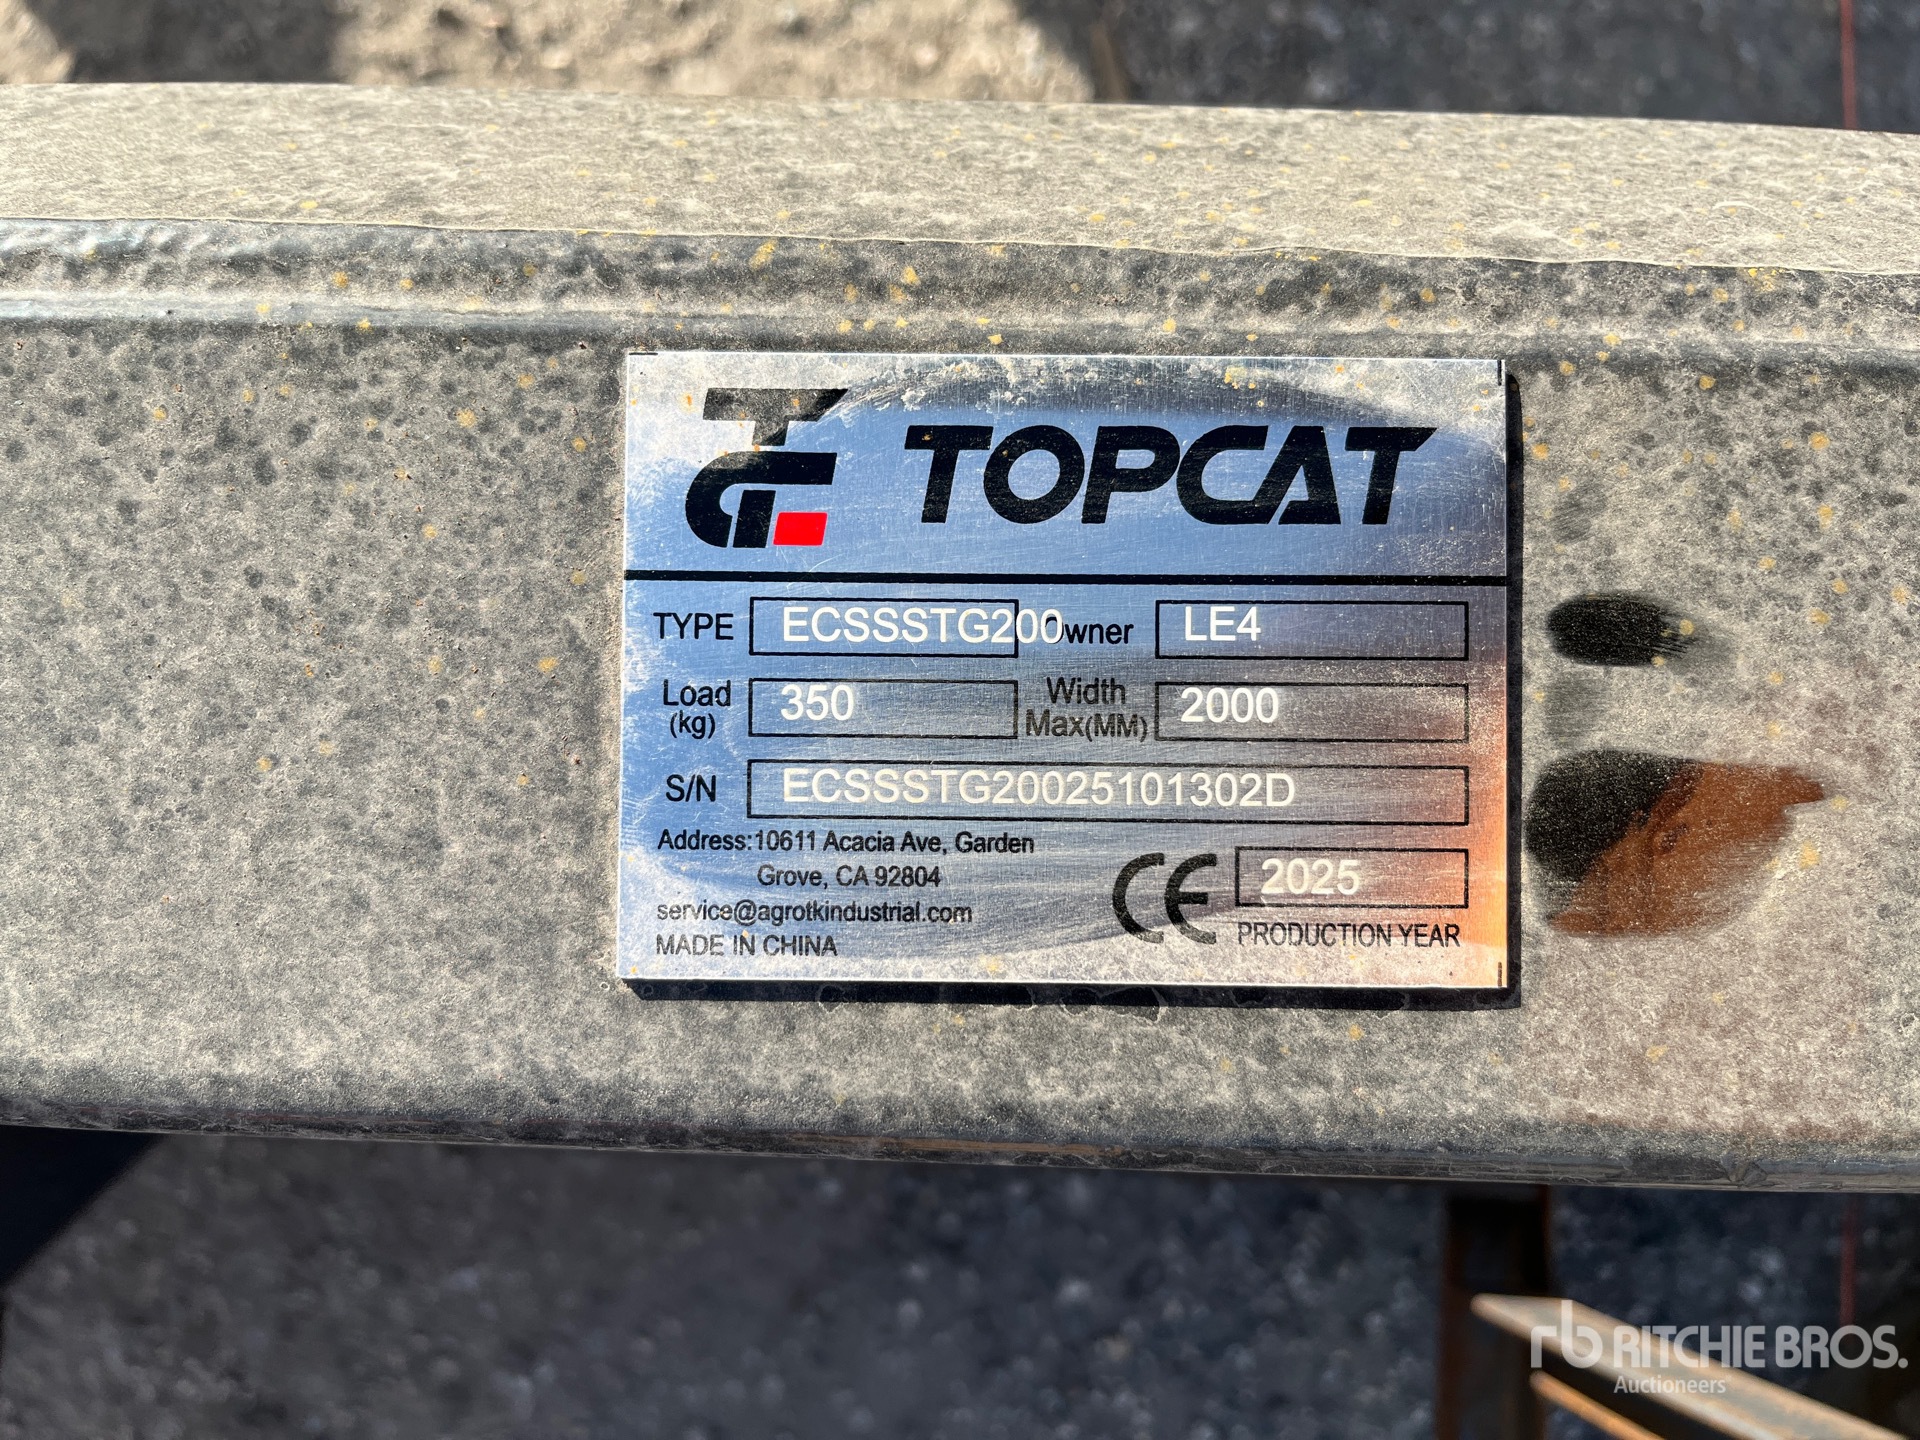 TOPCAT
TYPE ECSSSTG200 Owner LE4
Load (kg) 350 Width Max(MM) 2000
S/N ECSSSTG20025101302D
Address:10611 Acacia Ave, Garden
Grove, CA 92804
service@agrotkindustrial.com
MADE IN CHINA
CE 2025
PRODUCTION YEAR
rb RITCHIE BROS.
Auctioneers